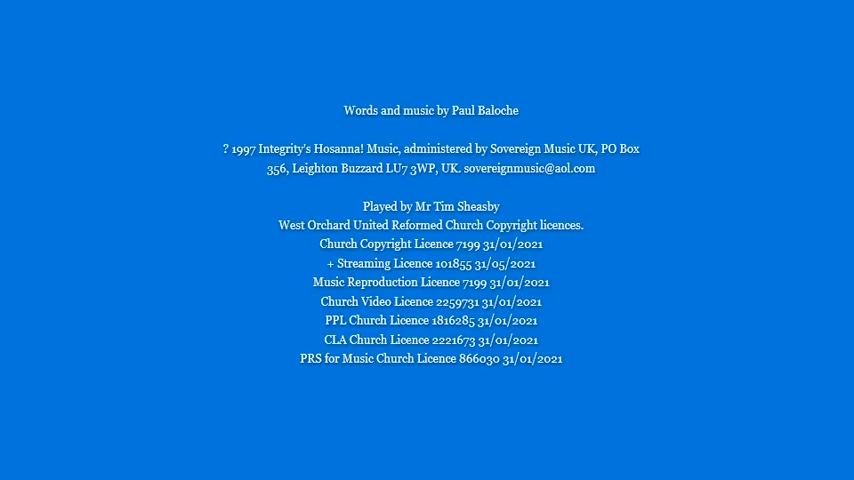 Words and music by Paul Baloche
? 1997 Integrity's Hosanna! Music, administered by Sovereign Music UK, PO Box
356, Leighton Buzzard LU7 3WP, UK. sovereignmusic@aol.com
Played by Mr Tim Sheasby
West Orchard United Reformed Church Copyright licences.
Church Copyright Licence 7199 31/01/2021
+ Streaming Licence 101855 31/05/2021
Music Reproduction Licence 7199 31/01/2021
Church Video Licence 2259731 31/01/2021
PPL Church Licence 1816285 31/01/2021
CLA Church Licence 2221673 31/01/2021
PRS for Music Church Licence 866030 31/01/2021